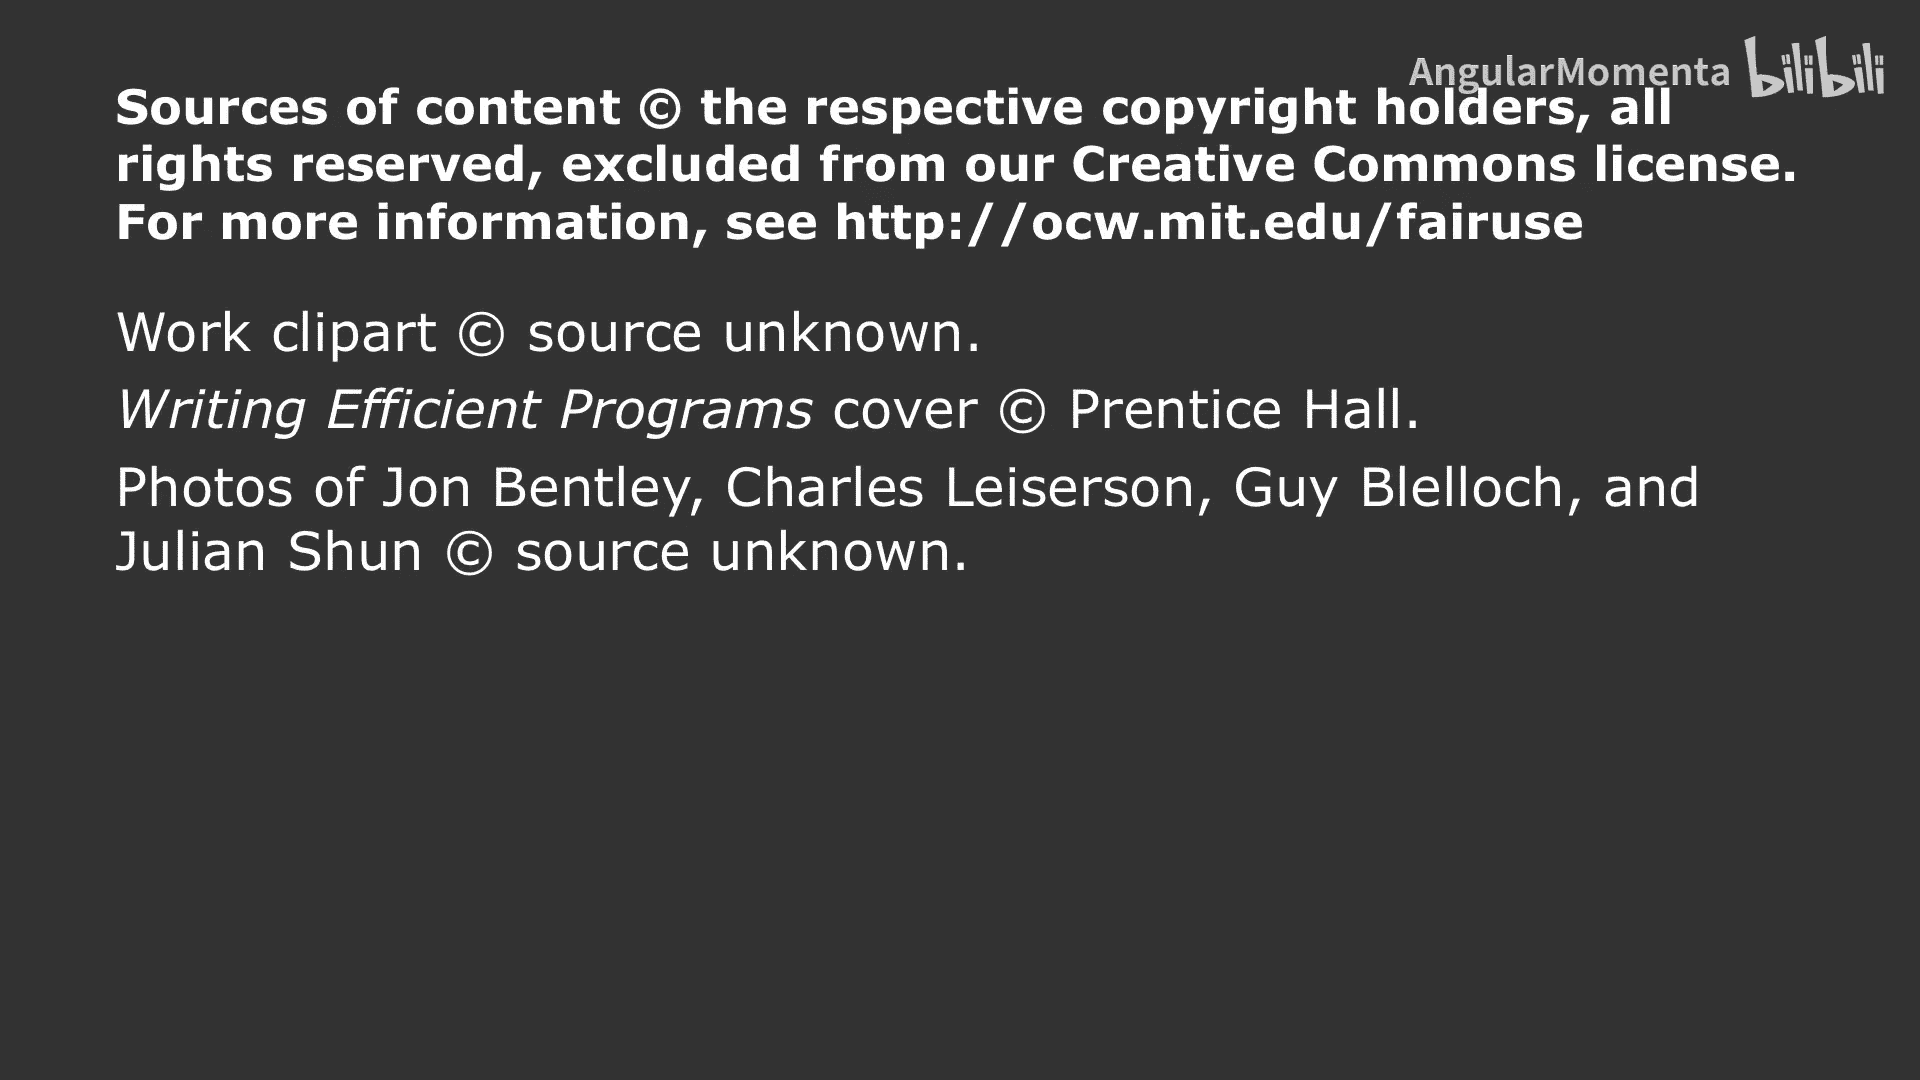 AngularMomenta bilibili
Sources of content © the respective copyright holders, all
rights reserved, excluded from our Creative Commons license.
For more information, see http://ocw.mit.edu/fairuse
Work clipart © source unknown.
Writing Efficient Programs cover © Prentice Hall.
Photos of Jon Bentley, Charles Leiserson, Guy Blelloch, and
Julian Shun © source unknown.